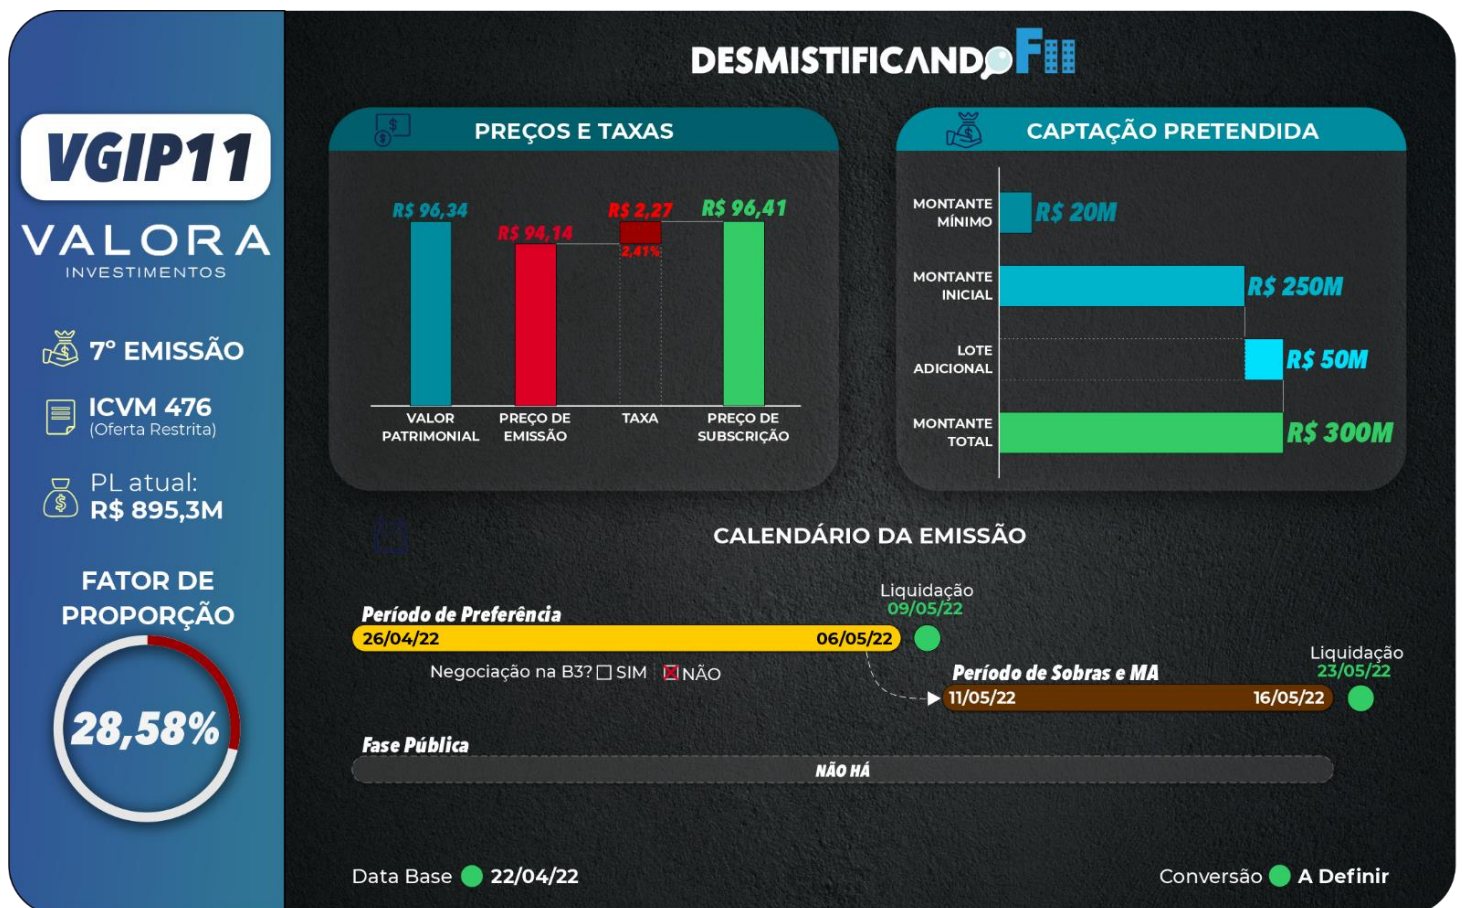 DESMISTIFICANDO FII
VGIP11
VALORA
INVESTIMENTOS
7º EMISSÃO
ICVM 476
(Oferta Restrita)
PL atual:
R$ 895,3M
FATOR DE
PROPORÇÃO
28,58%
PREÇOS E TAXAS
R$ 96,34
R$ 94,14
R$ 2,27
2,41%
R$ 96,41
VALOR
PATRIMONIAL
PREÇO DE
EMISSÃO
TAXA
PREÇO DE
SUBSCRIÇÃO
CAPTAÇÃO PRETENDIDA
MONTANTE
MÍNIMO
R$ 20M
MONTANTE
INICIAL
R$ 250M
LOTE
ADICIONAL
R$ 50M
MONTANTE
TOTAL
R$ 300M
CALENDÁRIO DA EMISSÃO
Período de Preferência
26/04/22
06/05/22
Liquidação
09/05/22
Negociação na B3? SIM NÃO
Período de Sobras e MA
11/05/22
16/05/22
Liquidação
23/05/22
Fase Pública
NÃO HÁ
Data Base 22/04/22
Conversão A Definir